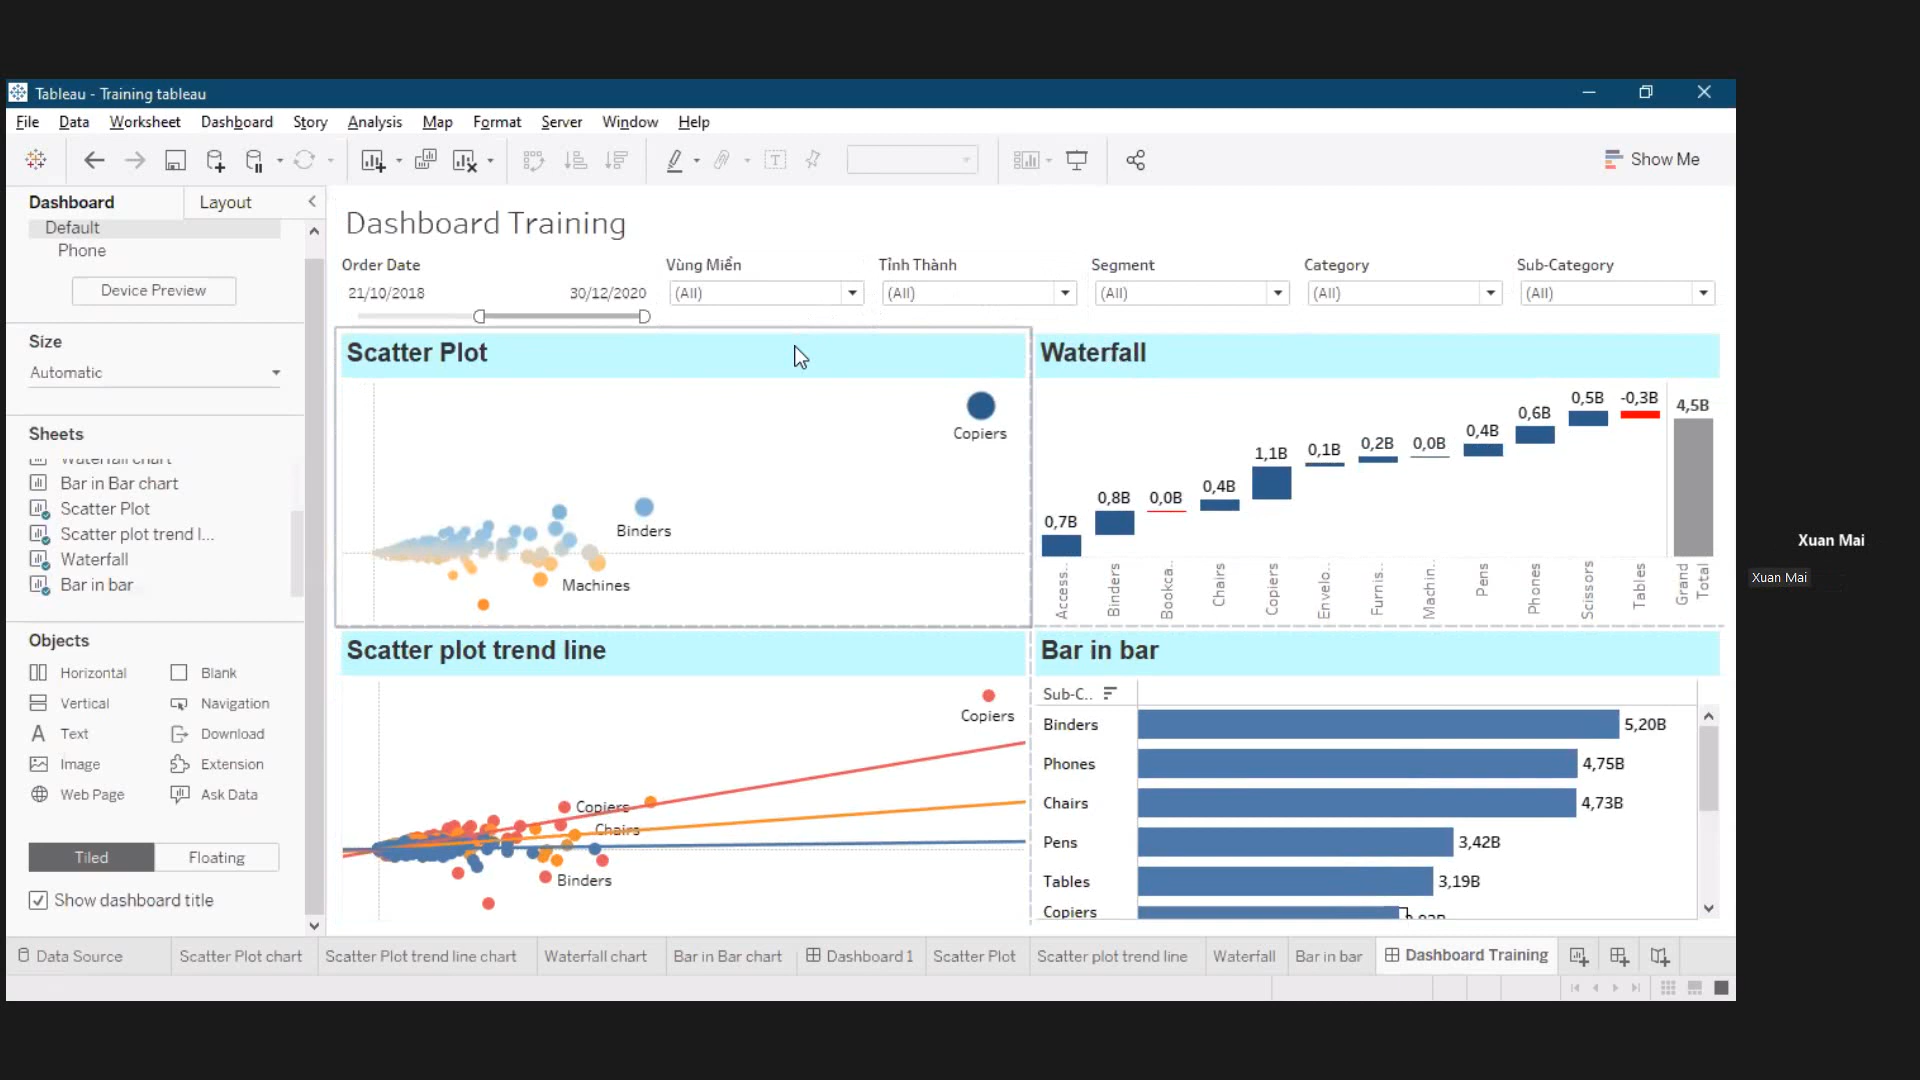 Tableau - Training tableau
File Data Worksheet Dashboard Story Analysis Map Format Server Window Help
Show Me
Dashboard Layout
Default
Phone
Device Preview
Size
Automatic
Sheets
Waterfall chart
Bar in Bar chart
Scatter Plot
Scatter plot trend l...
Waterfall
Bar in bar
Objects
Horizontal Blank
Vertical Navigation
Text Download
Image Extension
Web Page Ask Data
Tiled Floating
Show dashboard title
Dashboard Training
Order Date Vùng Miền Tỉnh Thành Segment Category Sub-Category
21/10/2018 30/12/2020 (All) (All) (All) (All) (All)
Scatter Plot
Copiers
Binders
Machines
Waterfall
0,7B 0,8B 0,0B 0,4B 1,1B 0,1B 0,2B 0,0B 0,4B 0,6B 0,5B -0,3B 4,5B
Access.. Binders Bookca.. Chairs Copiers Envelo.. Furnis.. Machin.. Pens Phones Scissors Tables Grand Total
Scatter plot trend line
Copiers
Copiers
Chairs
Binders
Bar in bar
Sub-C..
Binders 5,20B
Phones 4,75B
Chairs 4,73B
Pens 3,42B
Tables 3,19B
Copiers
Data Source Scatter Plot chart Scatter Plot trend line chart Waterfall chart Bar in Bar chart Dashboard 1 Scatter Plot Scatter plot trend line Waterfall Bar in bar Dashboard Training
Xuan Mai
Xuan Mai